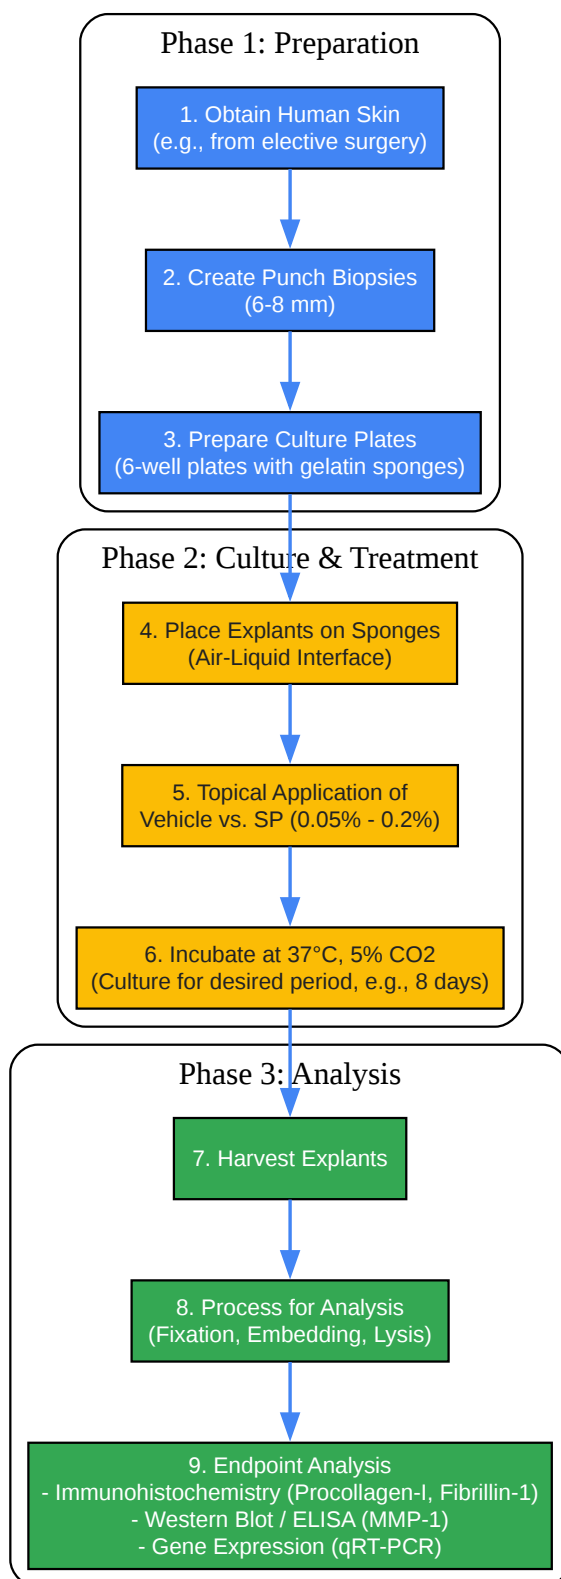 Phase 1: Preparation
1. Obtain Human Skin
(e.g., from elective surgery)
2. Create Punch Biopsies
(6-8 mm)
3. Prepare Culture Plates
(6-well plates with gelatin sponges)
Phase 2: Culture & Treatment
4. Place Explants on Sponges
(Air-Liquid Interface)
5. Topical Application of
Vehicle vs. SP (0.05% - 0.2%)
6. Incubate at 37°C, 5% CO2
(Culture for desired period, e.g., 8 days)
Phase 3: Analysis
7. Harvest Explants
8. Process for Analysis
(Fixation, Embedding, Lysis)
9. Endpoint Analysis
- Immunohistochemistry (Procollagen-I, Fibrillin-1)
- Western Blot / ELISA (MMP-1)
- Gene Expression (qRT-PCR)